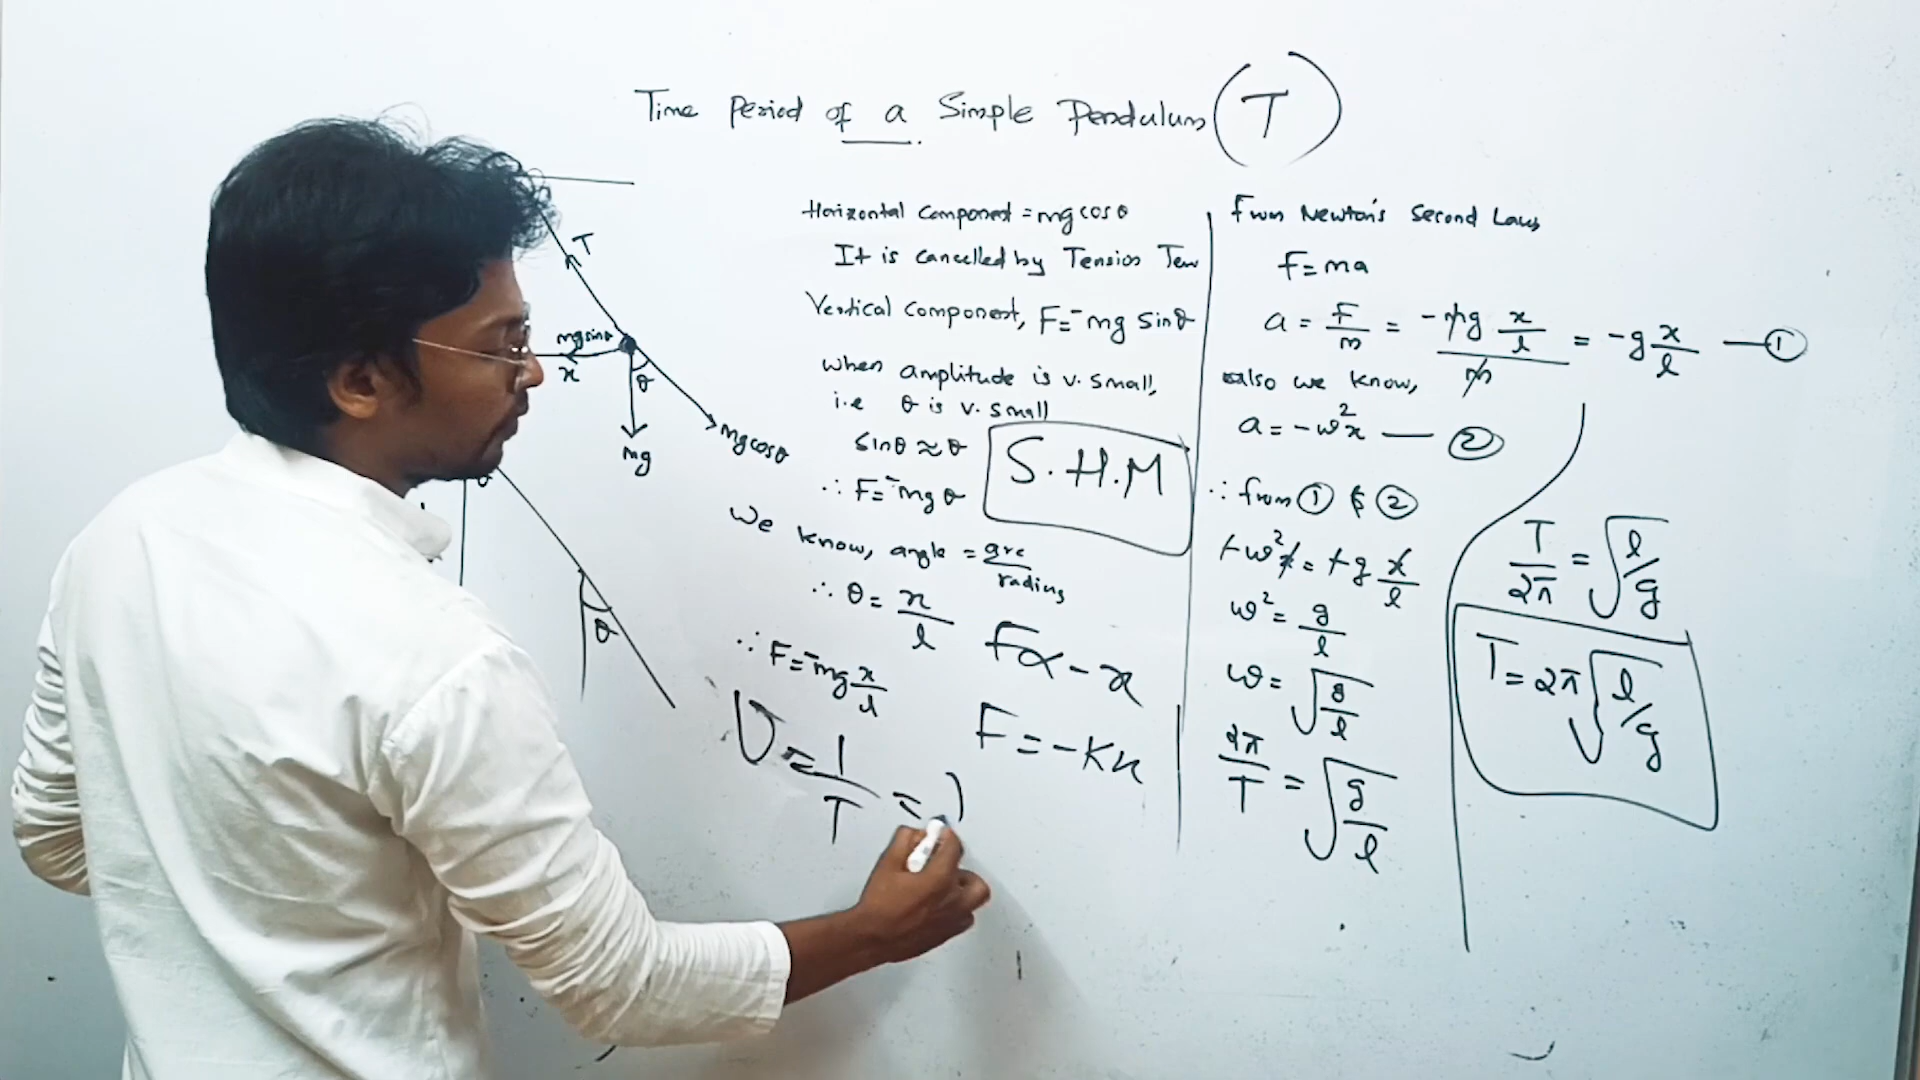 Time Period of a Simple Pendulum (T)
T
mg sinθ
x
θ
mg
mg cosθ
θ
Horizontal Component = mg cos θ
It is cancelled by Tension
Vertical Component, F = -mg sinθ
when amplitude is v. small,
i.e θ is v. small
sinθ ≈ θ
∴ F = -mg θ
S.H.M
We know, angle = arc/radius
∴ θ = x/l
∴ F = -mg x/l
F ∝ - x
F = -Kx
ν = 1/T =
From Newton's Second Law
F = ma
a = F/m = -mg x/l / m = -g x/l — ①
also we know,
a = -ω²x — ②
∴ from ① & ②
+ω²x = +g x/l
ω² = g/l
ω = √g/l
2π/T = √g/l
T/2π = √l/g
T = 2π √l/g